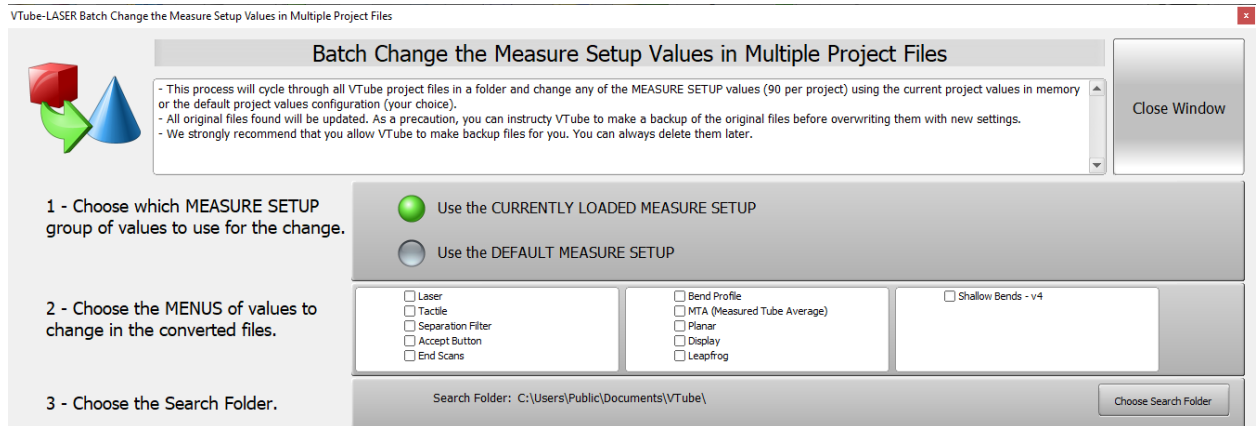 VTube-LASER Batch Change the Measure Setup Values in Multiple Project Files
x
Batch Change the Measure Setup Values in Multiple Project Files
- This process will cycle through all VTube project files in a folder and change any of the MEASURE SETUP values (90 per project) using the current project values in memory
or the default project values configuration (your choice).
- All original files found will be updated. As a precaution, you can instructy VTube to make a backup of the original files before overwriting them with new settings.
- We strongly recommend that you allow VTube to make backup files for you. You can always delete them later.
Close Window
1 - Choose which MEASURE SETUP
group of values to use for the change.
Use the CURRENTLY LOADED MEASURE SETUP
Use the DEFAULT MEASURE SETUP
2 - Choose the MENUS of values to
change in the converted files.
Laser
Tactile
Separation Filter
Accept Button
End Scans
Bend Profile
MTA (Measured Tube Average)
Planar
Display
Leapfrog
Shallow Bends - v4
3 - Choose the Search Folder.
Search Folder: C:\Users\Public\Documents\VTube\
Choose Search Folder